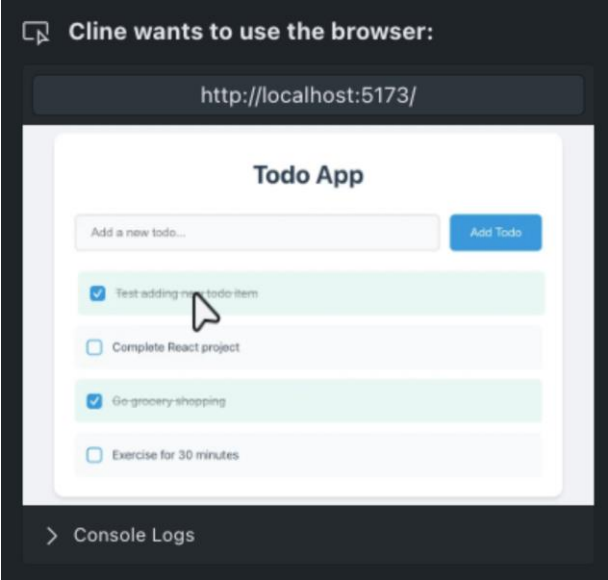 Cline wants to use the browser:
http://localhost:5173/
Todo App
Add a new todo...
Add Todo
Test adding new todo item
Complete React project
Go grocery shopping
Exercise for 30 minutes
Console Logs